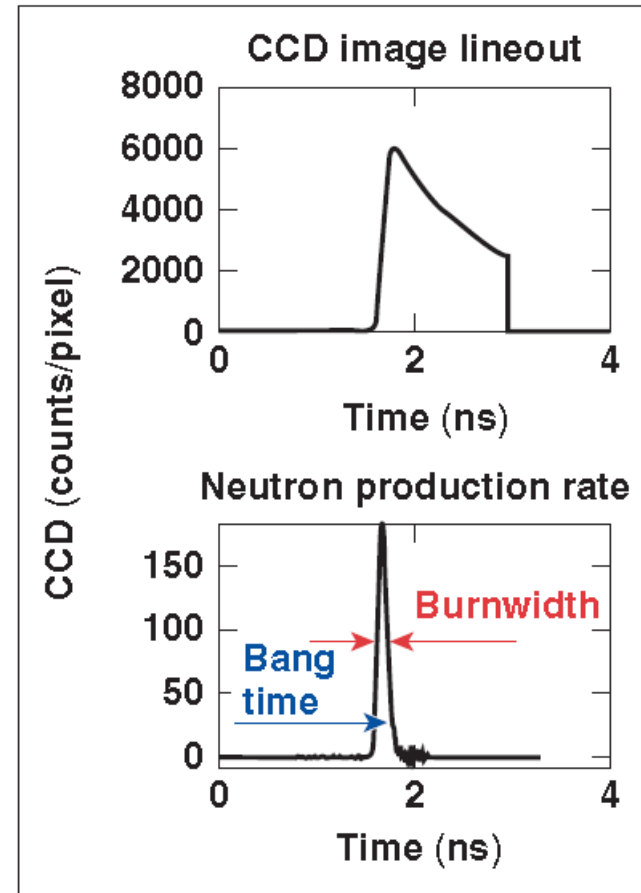 CCD image lineout
8000
6000
4000
2000
0
0 2 4
Time (ns)
CCD (counts/pixel)
Neutron production rate
150
100
50
0
Burnwidth
Bang
time
0 2 4
Time (ns)